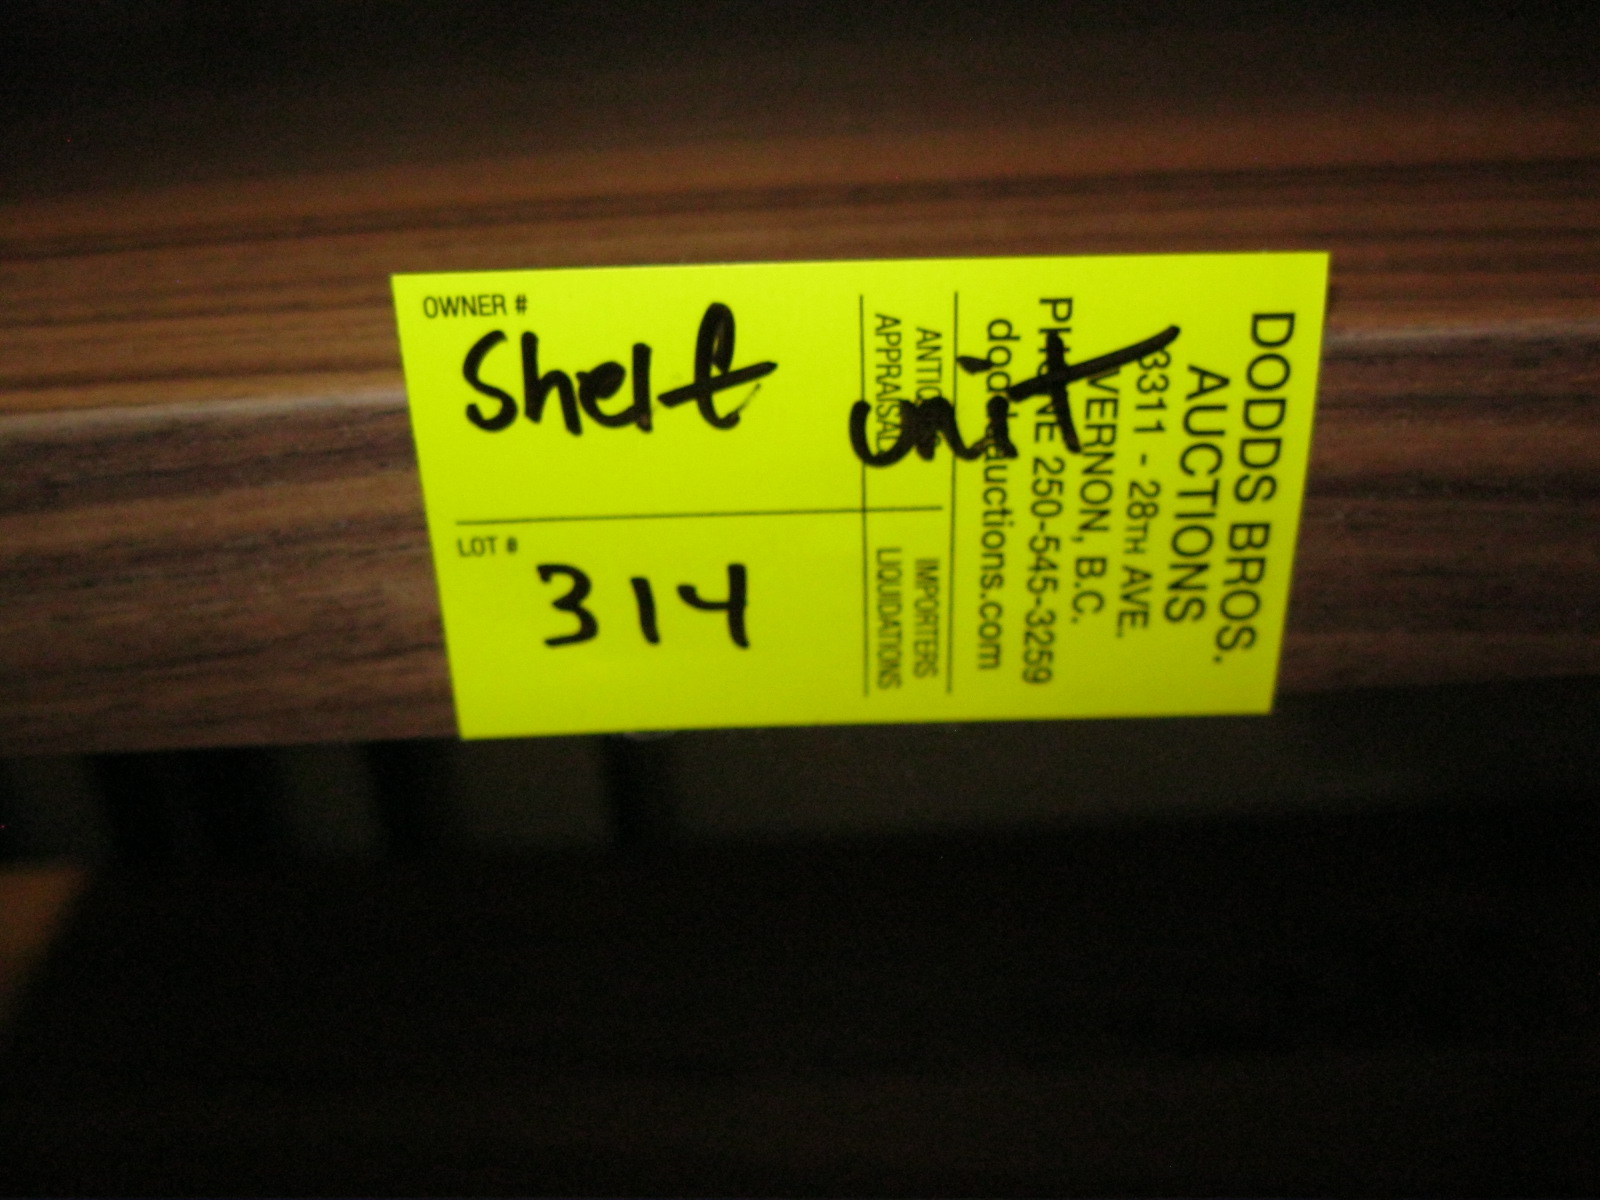 OWNER #
Shelf unit
LOT #
314
DODDS BROS.
AUCTIONS
3311 - 28TH AVE.
VERNON, B.C.
PHONE 250-545-3259
doddsauctions.com
IMPORTERS
APPRAISAL LIQUIDATIONS